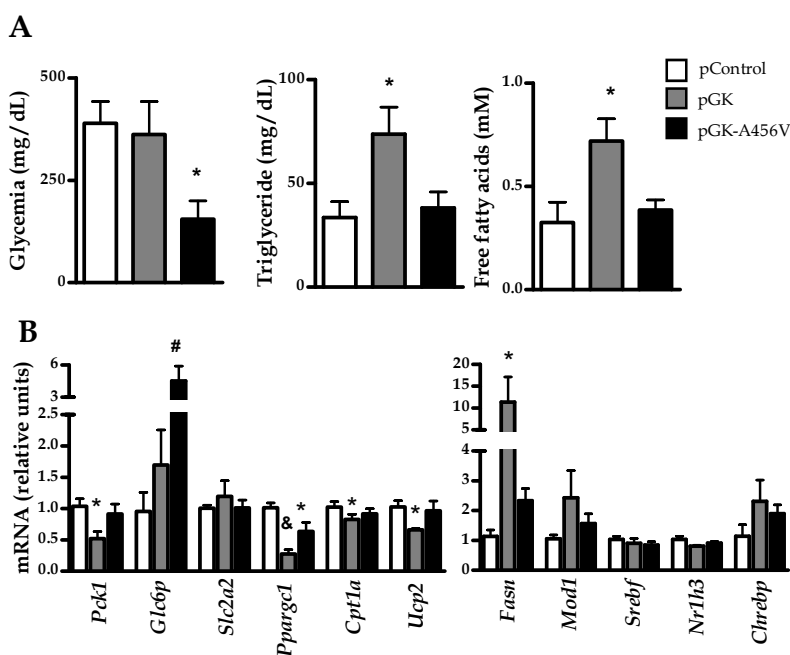 A
Glycemia (mg/dL)
500
250
0
*
Triglyceride (mg/dL)
100
50
0
*
Free fatty acids (mM)
1.0
0.5
0.0
*
pControl
pGK
pGK-A456V
B
mRNA (relative units)
6
3
2.5
2.0
1.5
1.0
0.5
0.0
*
#
&
*
*
*
Pck1
Glc6p
Slc2a2
Ppargc1
Cpt1a
Ucp2
20
15
10
5
4
3
2
1
0
*
Fasn
Mod1
Srebf
Nr1h3
Chrebp